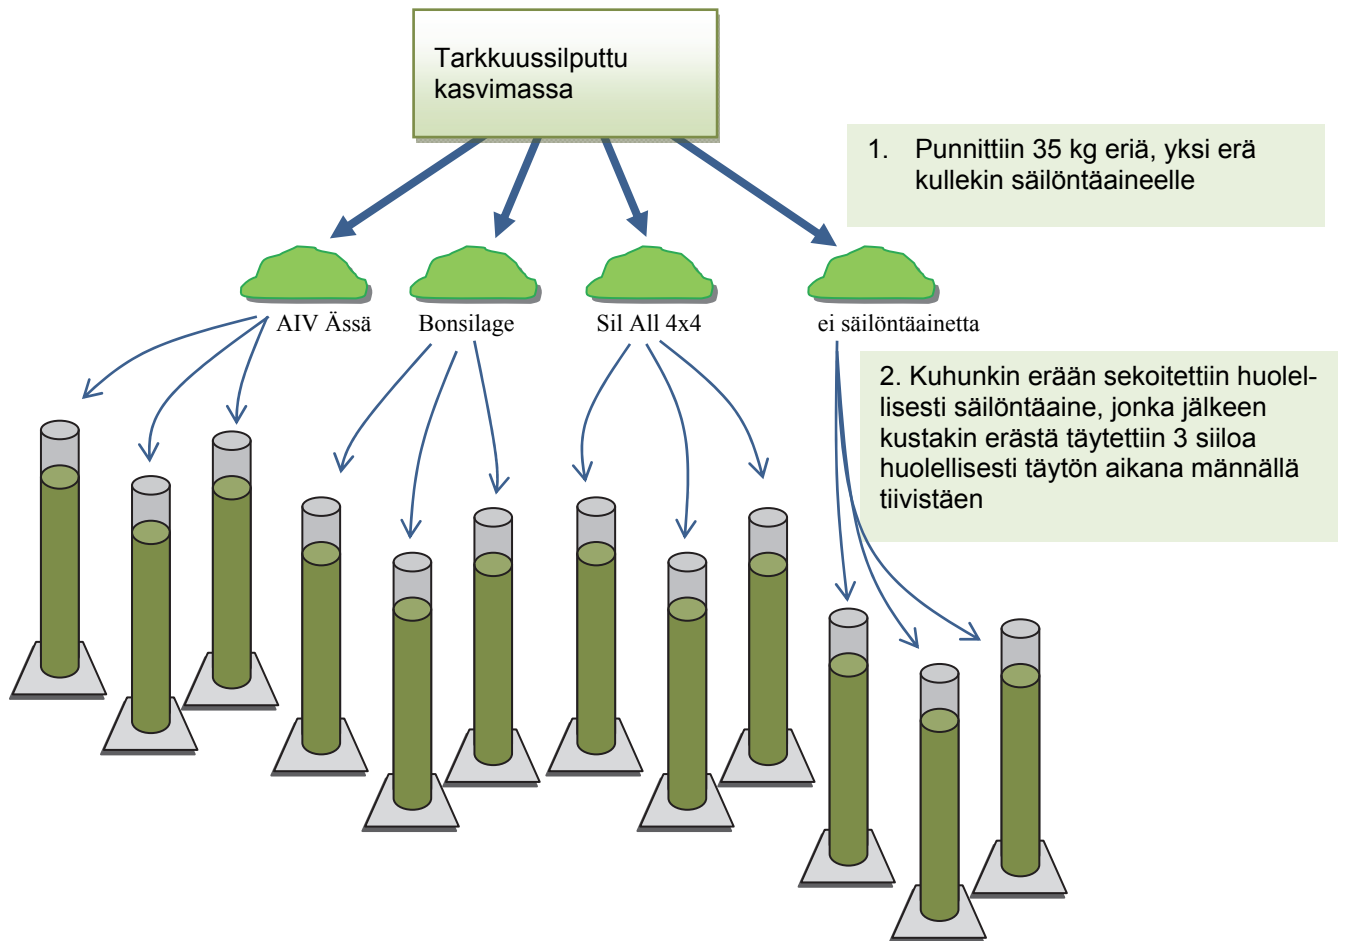 Tarkkuussilputtu
kasvimassa
1. Punnittiin 35 kg eriä, yksi erä
kullekin säilöntäaineelle
AIV Ässä
Bonsilage
Sil All 4x4
ei säilöntäainetta
2. Kuhunkin erään sekoitettiin huolel-
lisesti säilöntäaine, jonka jälkeen
kustakin erästä täytettiin 3 siiloa
huolellisesti täytön aikana männällä
tiivistäen